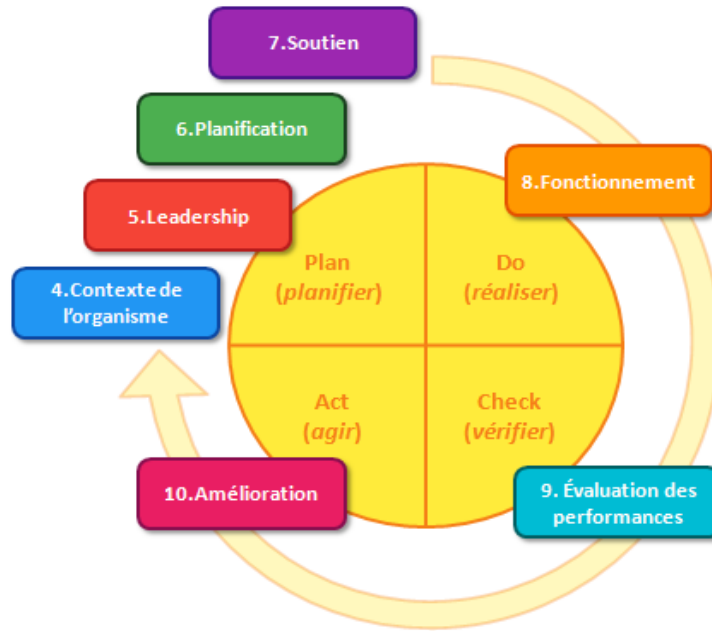 7.Soutien
6.Planification
8.Fonctionnement
5.Leadership
Plan
(planifier)
Do
(réaliser)
4.Contexte de
l'organisme
Act
(agir)
Check
(vérifier)
10.Amélioration
9. Évaluation des
performances